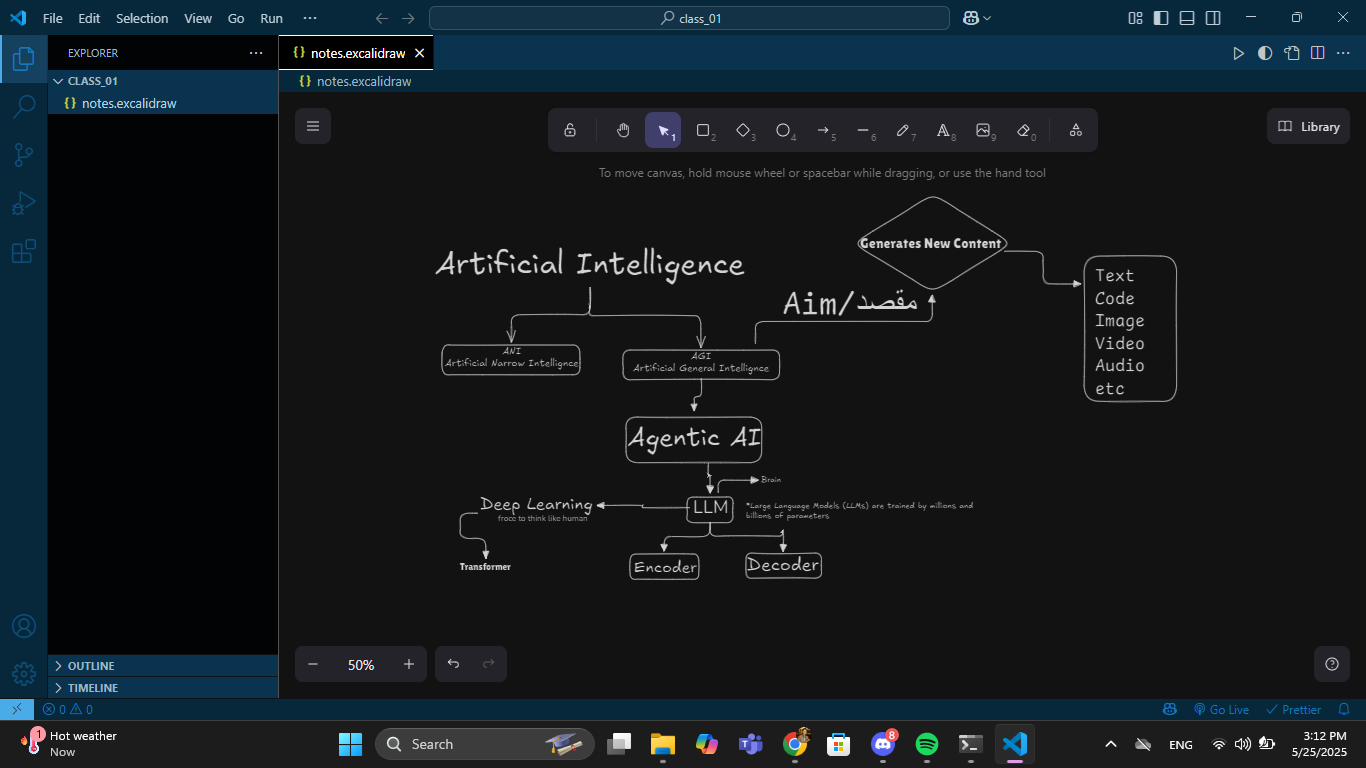 File Edit Selection View Go Run ···
class_01
EXPLORER ···
notes.excalidraw
CLASS_01
{} notes.excalidraw
{} notes.excalidraw
1 2 3 4 5 6 7 8 9 0
Library
To move canvas, hold mouse wheel or spacebar while dragging, or use the hand tool
Generates New Content
Artificial Intelligence
Aim/مقصد
Text
Code
Image
Video
Audio
etc
ANI
Artificial Narrow Intellignce
AGI
Artificial General Intellignce
Agentic AI
Brain
Deep Learning
froce to think like human
LLM
*Large Language Models (LLMs) are trained by millions and
billions of parameters
Transformer
Encoder
Decoder
50%
OUTLINE
TIMELINE
0 0
Go Live
Prettier
1
Hot weather
Now
Search
8
ENG
3:12 PM
5/25/2025